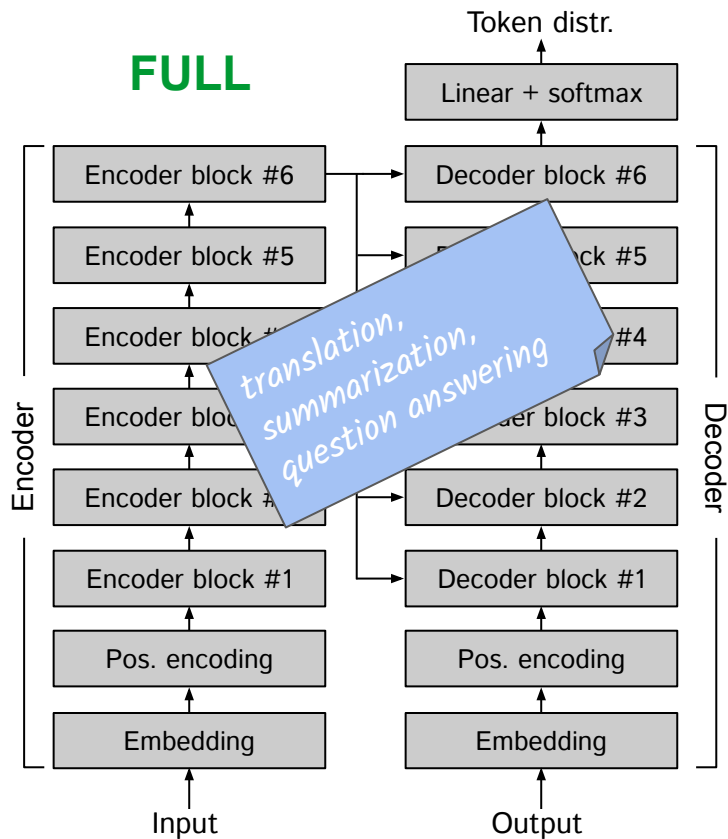 Token distr.
FULL
Linear + softmax
Encoder block #6
Decoder block #6
Encoder block #5
#5
Encoder block
#4
Encoder block
block #3
Encoder block
Decoder block #2
Encoder block #1
Decoder block #1
Pos. encoding
Pos. encoding
Embedding
Embedding
Input
Output
Encoder
Decoder
translation,
summarization,
question answering